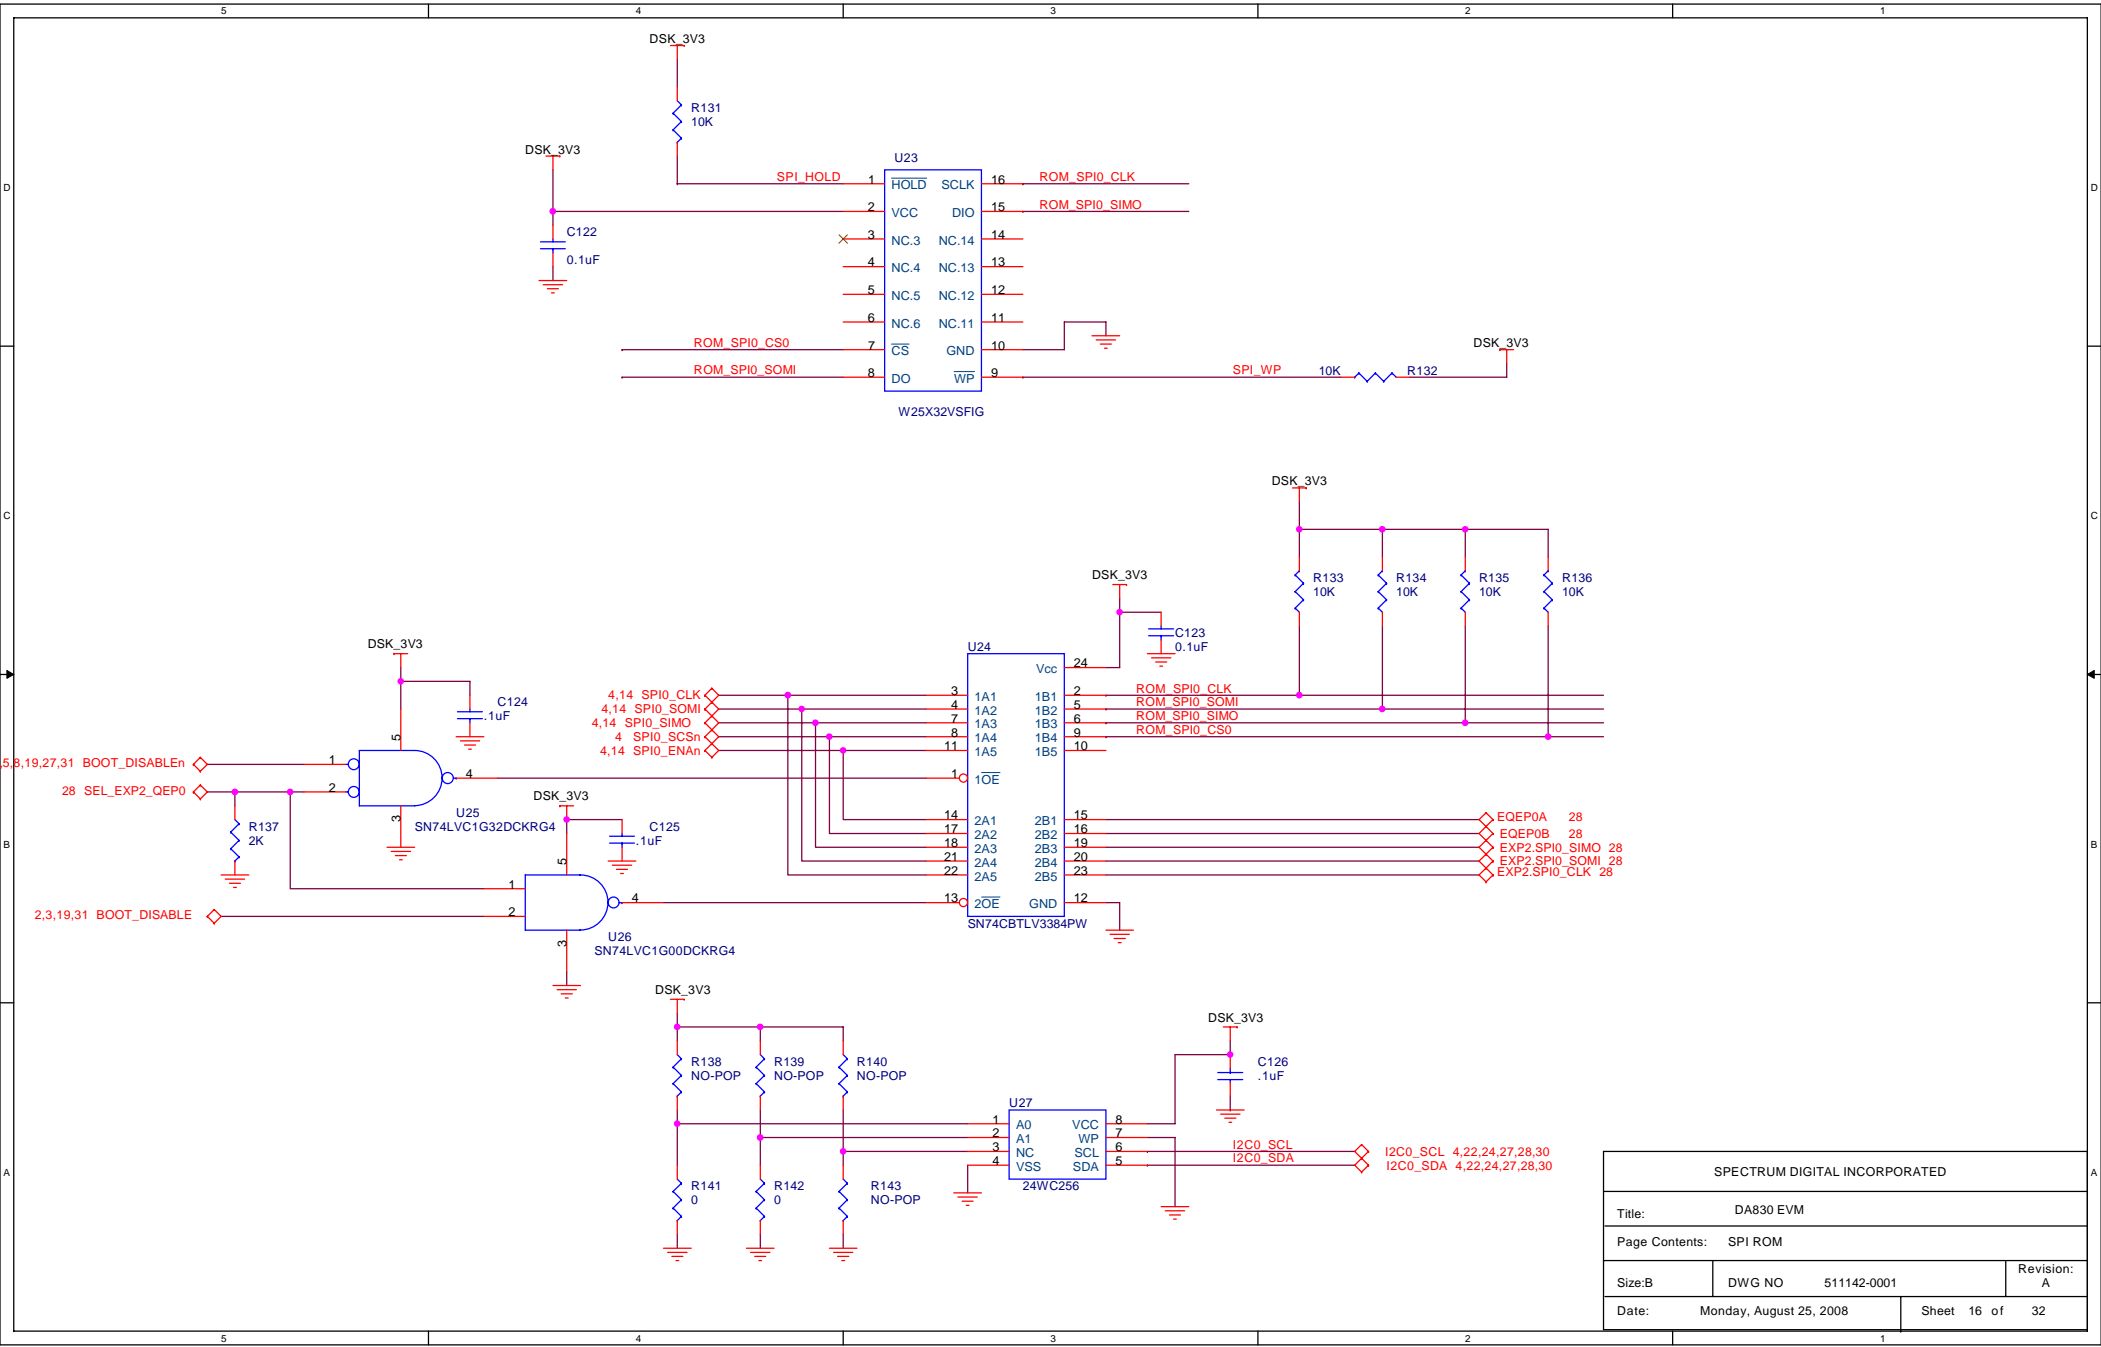 5 4 3 2 1
DSK_3V3
R131
10K
DSK_3V3
C122
0.1uF
U23
SPI_HOLD 1 HOLD SCLK 16 ROM_SPI0_CLK
2 VCC DIO 15 ROM_SPI0_SIMO
3 NC.3 NC.14 14
4 NC.4 NC.13 13
5 NC.5 NC.12 12
6 NC.6 NC.11 11
ROM_SPI0_CS0 7 CS GND 10
ROM_SPI0_SOMI 8 DO WP 9 SPI_WP 10K R132
DSK_3V3
W25X32VSFIG
D D
C C
DSK_3V3
R133 R134 R135 R136
10K 10K 10K 10K
DSK_3V3
C123
0.1uF
DSK_3V3
C124
.1uF
U24
Vcc 24
4,14 SPI0_CLK 3 1A1 1B1 2 ROM_SPI0_CLK
4,14 SPI0_SOMI 4 1A2 1B2 5 ROM_SPI0_SOMI
4,14 SPI0_SIMO 7 1A3 1B3 6 ROM_SPI0_SIMO
4 SPI0_SCSn 8 1A4 1B4 9 ROM_SPI0_CS0
4,14 SPI0_ENAn 11 1A5 1B5 10
1 1OE
5,8,19,27,31 BOOT_DISABLEn 1 5 4
28 SEL_EXP2_QEP0 2 3
U25
SN74LVC1G32DCKRG4
R137
2K
DSK_3V3
C125
.1uF
14 2A1 2B1 15 EQEP0A 28
17 2A2 2B2 16 EQEP0B 28
18 2A3 2B3 19 EXP2.SPI0_SIMO 28
21 2A4 2B4 20 EXP2.SPI0_SOMI 28
22 2A5 2B5 23 EXP2.SPI0_CLK 28
13 2OE GND 12
SN74CBTLV3384PW
B B
1 5 4
2,3,19,31 BOOT_DISABLE 2 3
U26
SN74LVC1G00DCKRG4
DSK_3V3
R138 R139 R140
NO-POP NO-POP NO-POP
DSK_3V3
C126
.1uF
U27
1 A0 VCC 8
2 A1 WP 7
3 NC SCL 6 I2C0_SCL I2C0_SCL 4,22,24,27,28,30
4 VSS SDA 5 I2C0_SDA I2C0_SDA 4,22,24,27,28,30
24WC256
R141 R142 R143
0 0 NO-POP
A A
SPECTRUM DIGITAL INCORPORATED
Title: DA830 EVM
Page Contents: SPI ROM
Size:B DWG NO 511142-0001 Revision: A
Date: Monday, August 25, 2008 Sheet 16 of 32
5 4 3 2 1